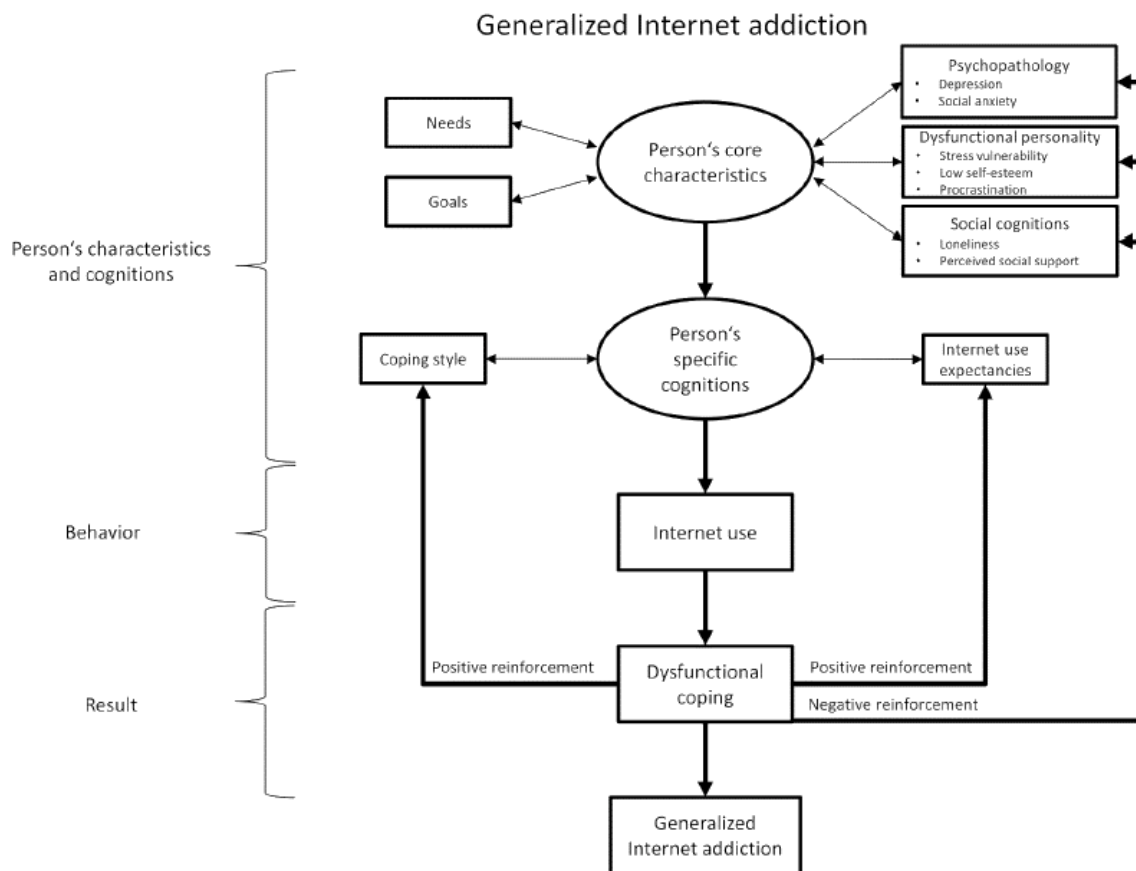 Generalized Internet addiction
Psychopathology
• Depression
• Social anxiety
Needs
Person‘s core
characteristics
Dysfunctional personality
• Stress vulnerability
• Low self-esteem
• Procrastination
Goals
Social cognitions
• Loneliness
• Perceived social support
Person‘s characteristics
and cognitions
Coping style
Person‘s
specific
cognitions
Internet use
expectancies
Behavior
Internet use
Positive reinforcement
Dysfunctional
coping
Positive reinforcement
Negative reinforcement
Result
Generalized
Internet addiction